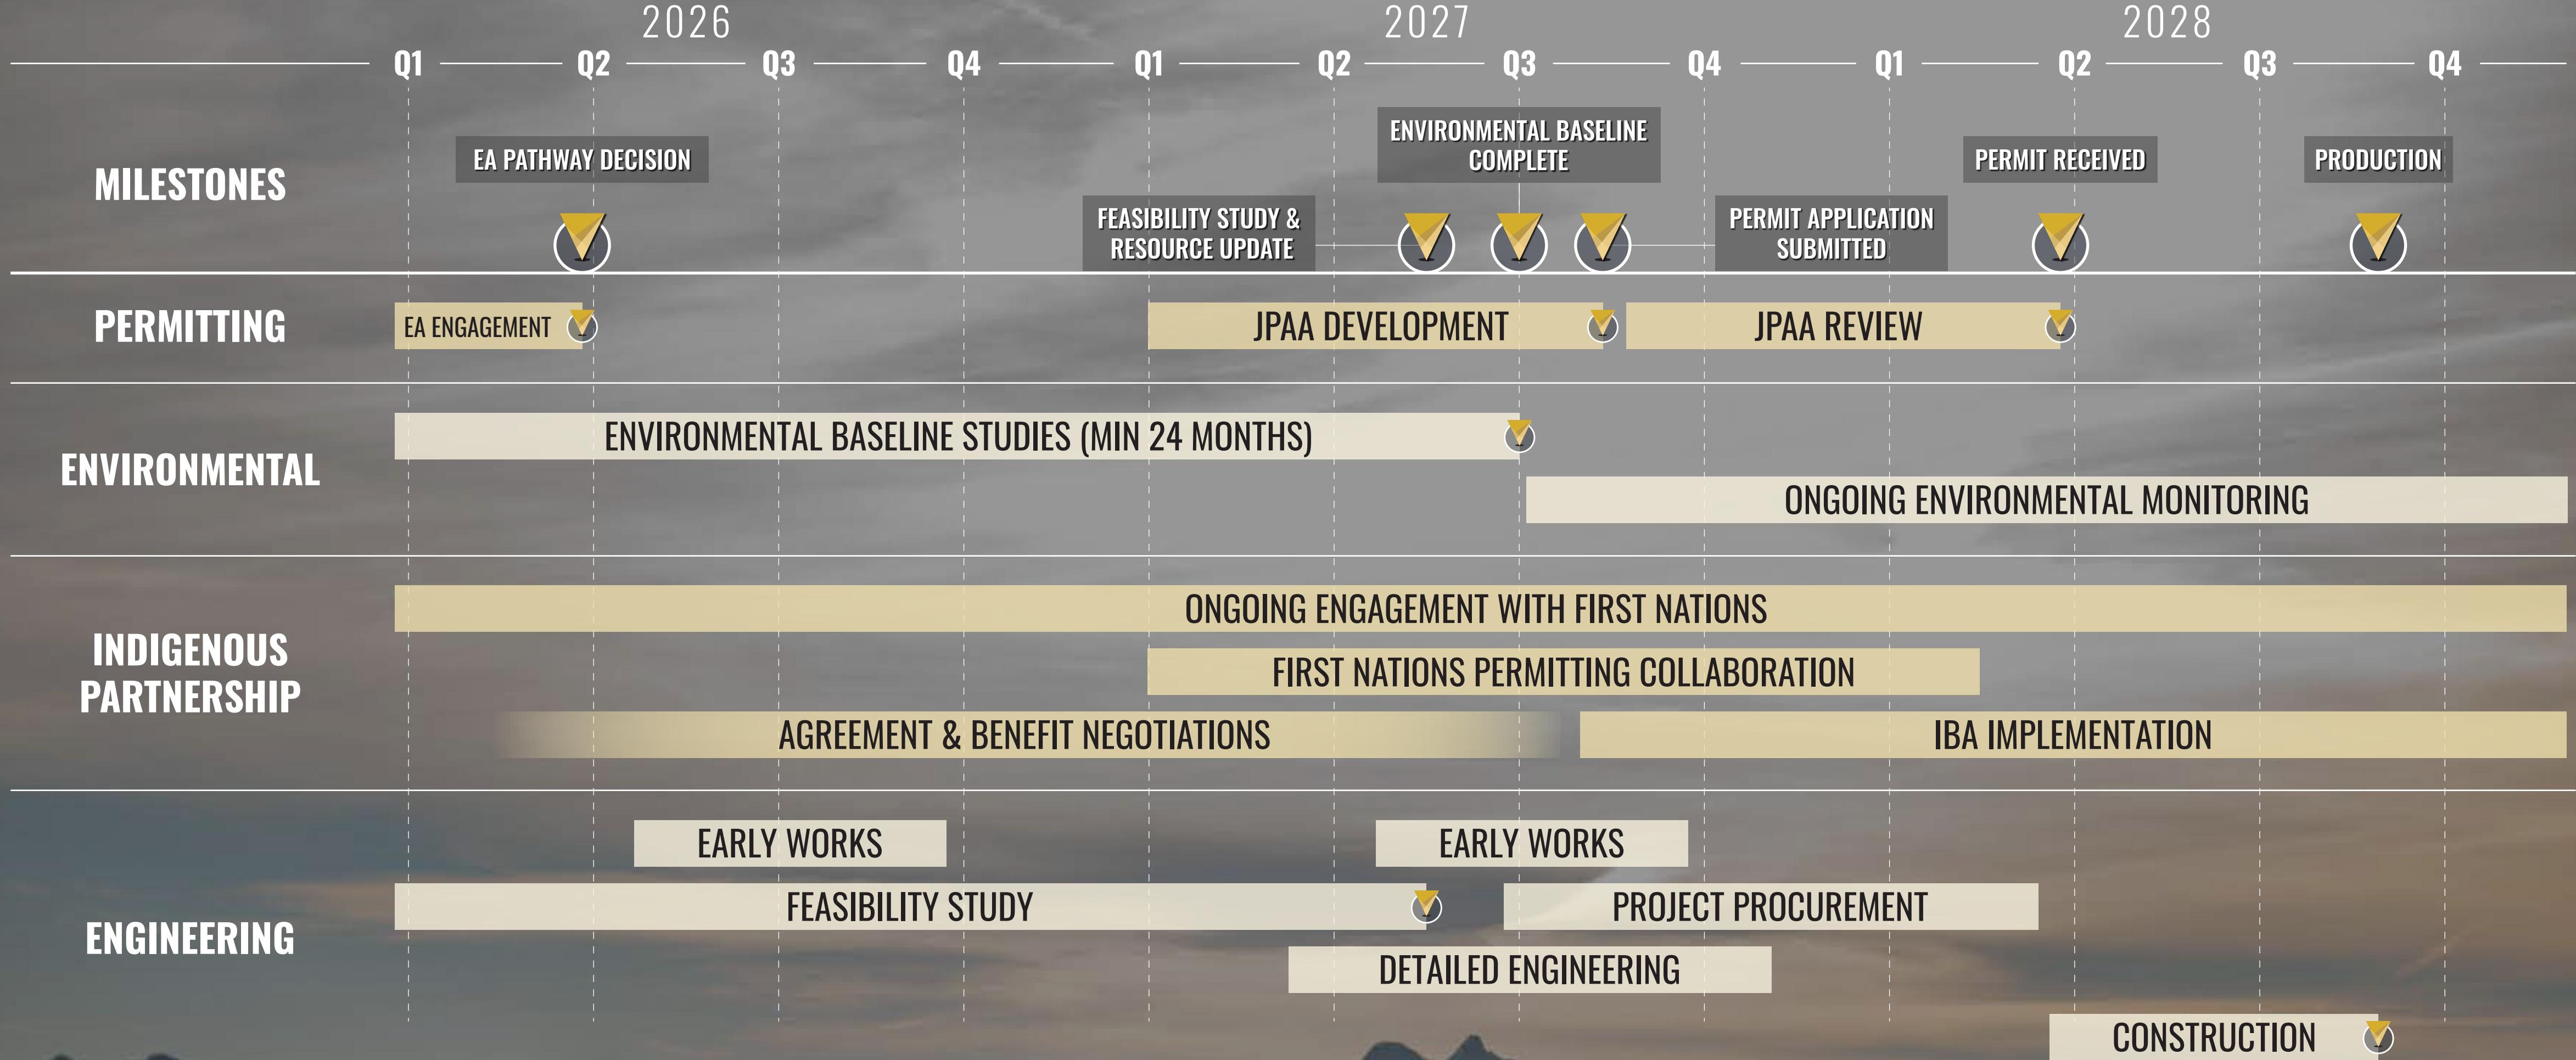 2026 2027 2028
Q1 Q2 Q3 Q4 Q1 Q2 Q3 Q4 Q1 Q2 Q3 Q4
MILESTONES
EA PATHWAY DECISION
FEASIBILITY STUDY &
RESOURCE UPDATE
ENVIRONMENTAL BASELINE
COMPLETE
PERMIT APPLICATION
SUBMITTED
PERMIT RECEIVED
PRODUCTION
PERMITTING
EA ENGAGEMENT
JPAA DEVELOPMENT
JPAA REVIEW
ENVIRONMENTAL
ENVIRONMENTAL BASELINE STUDIES (MIN 24 MONTHS)
ONGOING ENVIRONMENTAL MONITORING
INDIGENOUS
PARTNERSHIP
ONGOING ENGAGEMENT WITH FIRST NATIONS
FIRST NATIONS PERMITTING COLLABORATION
AGREEMENT & BENEFIT NEGOTIATIONS
IBA IMPLEMENTATION
ENGINEERING
EARLY WORKS
EARLY WORKS
FEASIBILITY STUDY
PROJECT PROCUREMENT
DETAILED ENGINEERING
CONSTRUCTION